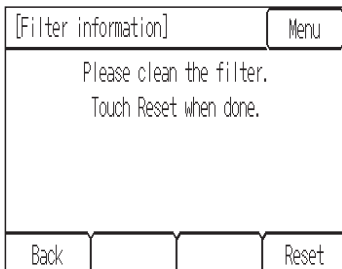 [Filter information]
Menu
Please clean the filter.
Touch Reset when done.
Back
Reset